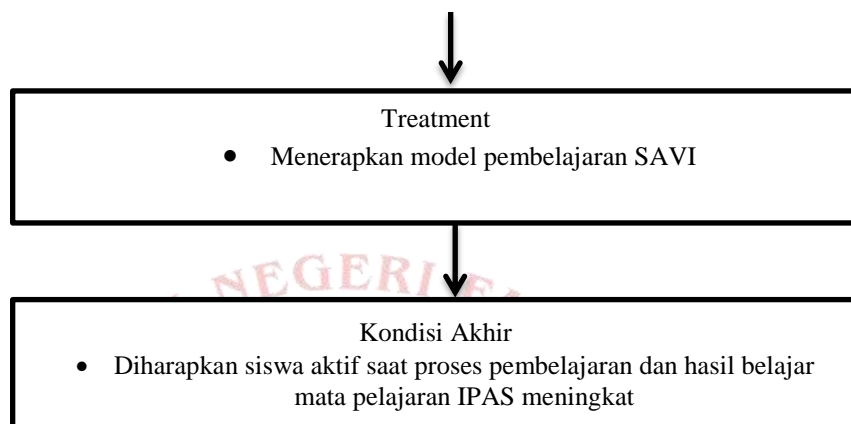 Treatment
• Menerapkan model pembelajaran SAVI
NEGERI
Kondisi Akhir
• Diharapkan siswa aktif saat proses pembelajaran dan hasil belajar
mata pelajaran IPAS meningkat